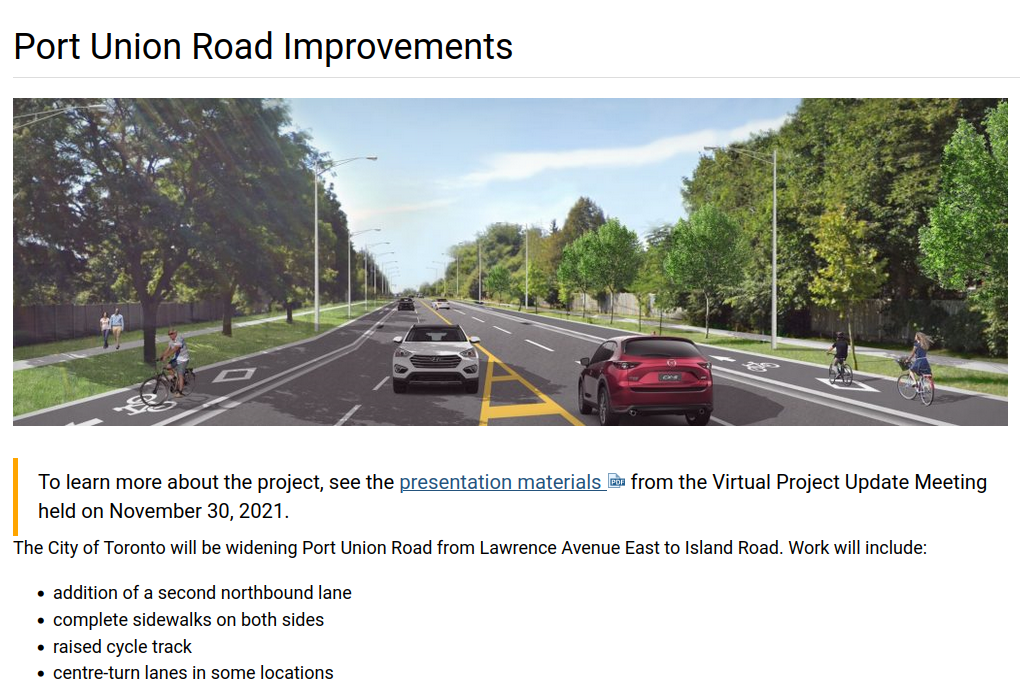 Port Union Road Improvements
To learn more about the project, see the presentation materials PDF from the Virtual Project Update Meeting
held on November 30, 2021.
The City of Toronto will be widening Port Union Road from Lawrence Avenue East to Island Road. Work will include:
• addition of a second northbound lane
• complete sidewalks on both sides
• raised cycle track
• centre-turn lanes in some locations